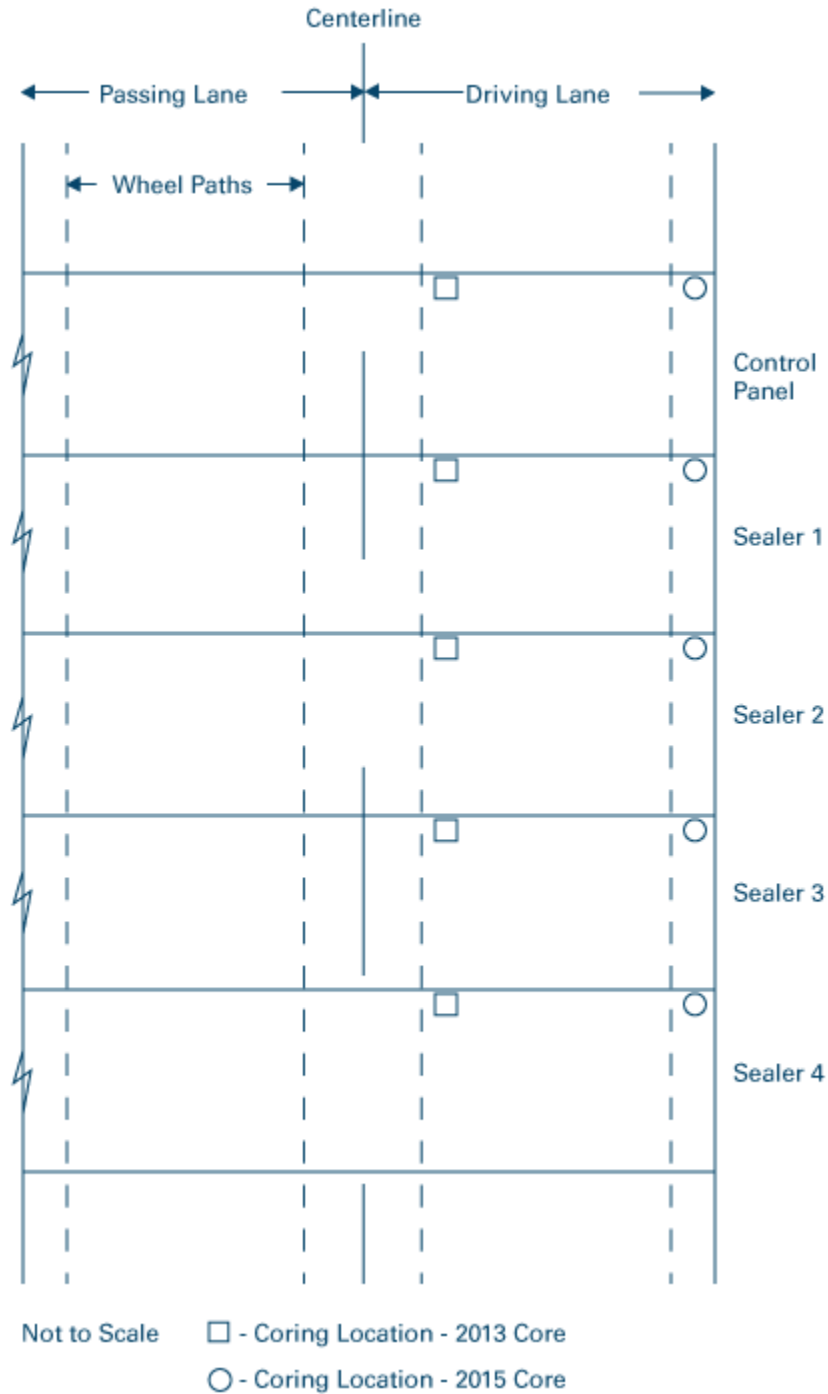 Centerline
Passing Lane
Driving Lane
Wheel Paths
Control
Panel
Sealer 1
Sealer 2
Sealer 3
Sealer 4
Not to Scale
- Coring Location - 2013 Core
- Coring Location - 2015 Core